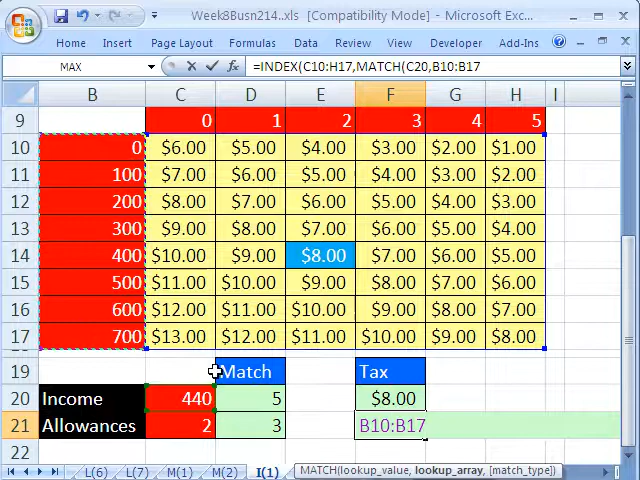 Week8Busn214..xls [Compatibility Mode] - Microsoft Exc...
Home Insert Page Layout Formulas Data Review View Developer Add-Ins
MAX =INDEX(C10:H17,MATCH(C20,B10:B17
B C D E F G H I
9 0 1 2 3 4 5
10 0 $6.00 $5.00 $4.00 $3.00 $2.00 $1.00
11 100 $7.00 $6.00 $5.00 $4.00 $3.00 $2.00
12 200 $8.00 $7.00 $6.00 $5.00 $4.00 $3.00
13 300 $9.00 $8.00 $7.00 $6.00 $5.00 $4.00
14 400 $10.00 $9.00 $8.00 $7.00 $6.00 $5.00
15 500 $11.00 $10.00 $9.00 $8.00 $7.00 $6.00
16 600 $12.00 $11.00 $10.00 $9.00 $8.00 $7.00
17 700 $13.00 $12.00 $11.00 $10.00 $9.00 $8.00
19 Match Tax
20 Income 440 5 $8.00
21 Allowances 2 3 B10:B17
22
L(6) L(7) M(1) M(2) I(1) MATCH(lookup_value, lookup_array, [match_type])